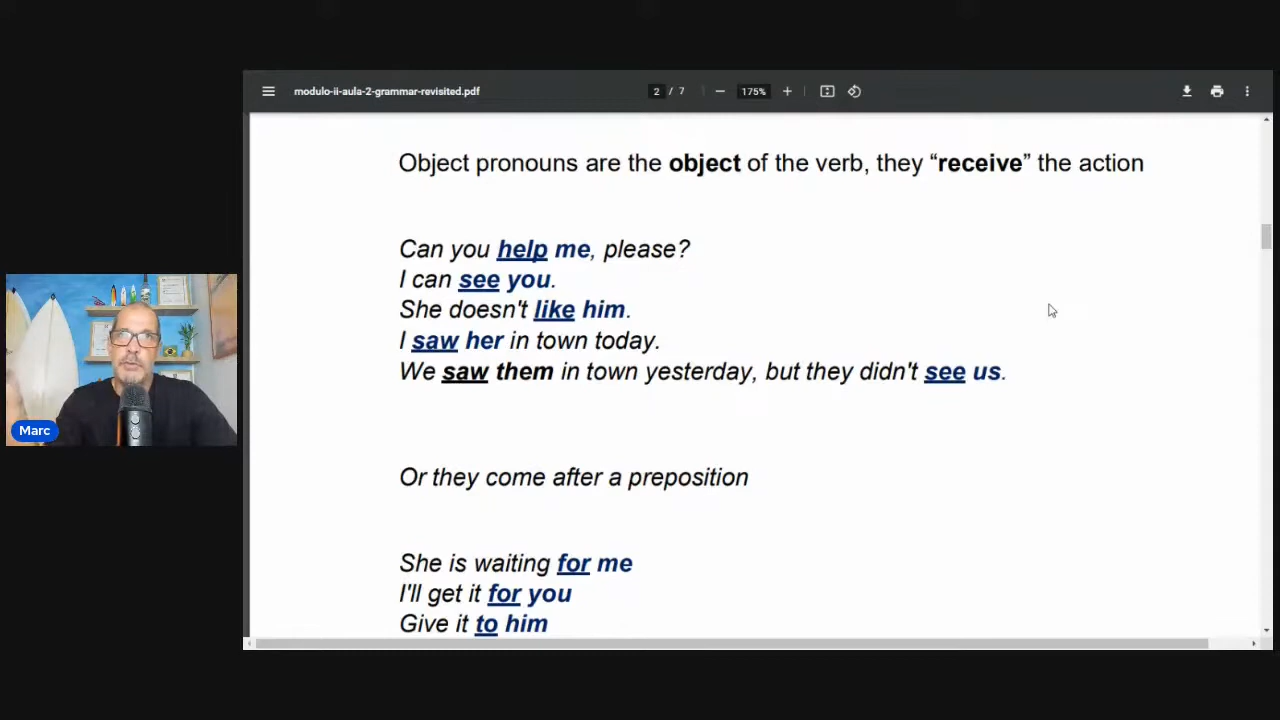 modulo-ii-aula-2-grammar-revisited.pdf
2 / 7
175%
Object pronouns are the object of the verb, they “receive” the action
Can you help me, please?
I can see you.
She doesn't like him.
I saw her in town today.
We saw them in town yesterday, but they didn't see us.
Or they come after a preposition
She is waiting for me
I'll get it for you
Give it to him
Marc